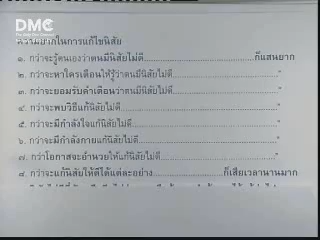 DMC
ความยากในการแก้ไขนิสัย
๑. กว่าจะรู้ตนเองว่าตนมีนิสัยไม่ดี........................................ก็แสนยาก
๒. กว่าจะหาใครเตือนให้รู้ว่าตนมีนิสัยไม่ดี........................................"
๓. กว่าจะยอมรับคำเตือนว่าตนมีนิสัยไม่ดี........................................"
๔. กว่าจะพบวิธีแก้นิสัยไม่ดี........................................"
๕. กว่าจะมีกำลังใจแก้นิสัยไม่ดี........................................"
๖. กว่าจะมีกำลังกายแก้นิสัยไม่ดี........................................"
๗. กว่าโอกาสจะอำนวยให้แก้นิสัยไม่ดี........................................"
๘. กว่าจะแก้นิสัยให้ดีได้แต่ละอย่าง........................ก็เสียเวลานานมาก